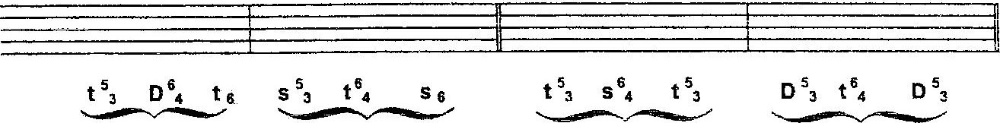 t⁵₃ D⁶₄ t₆ s⁵₃ t⁶₄ s₆ t⁵₃ s⁶₄ t⁵₃ D⁵₃ t⁶₄ D⁵₃